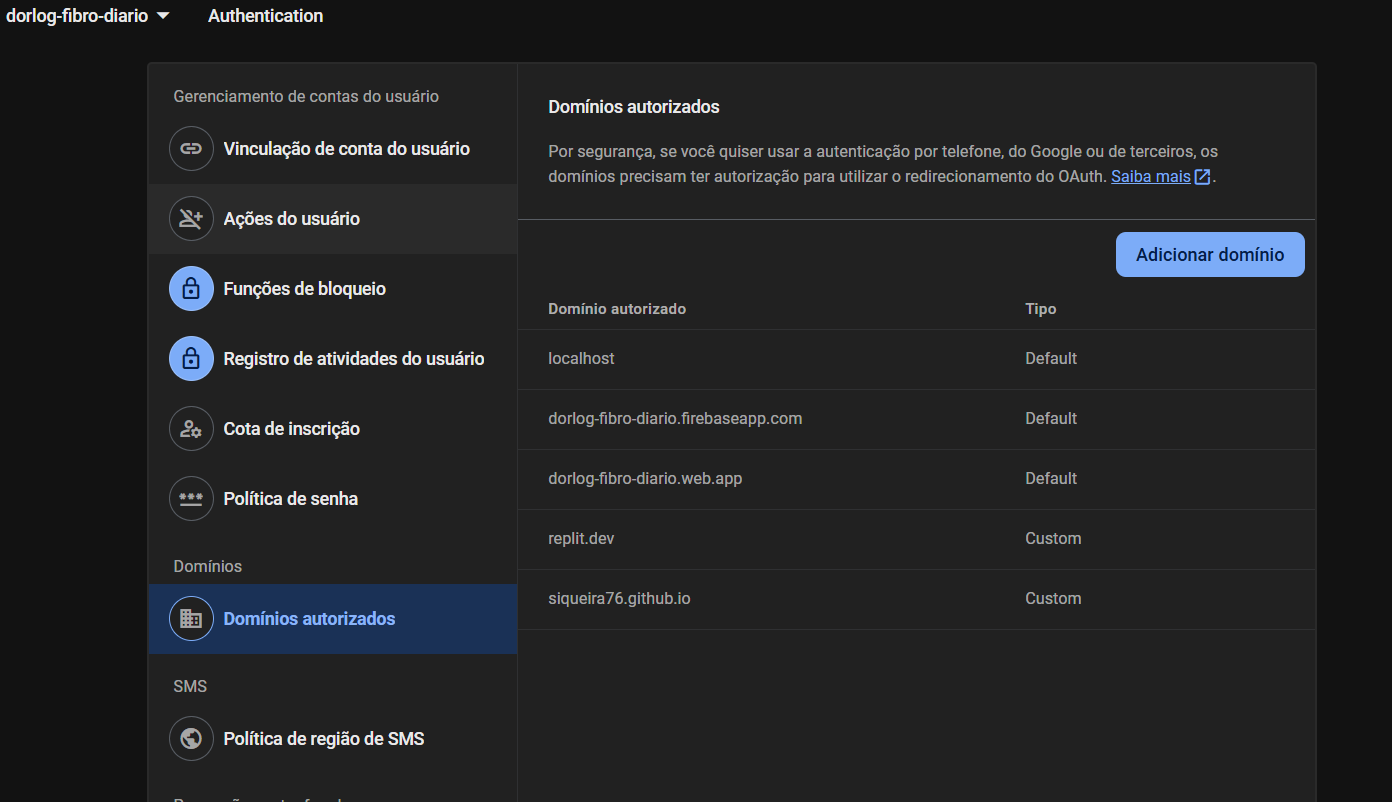 dorlog-fibro-diario Authentication
Gerenciamento de contas do usuário
Vinculação de conta do usuário
Ações do usuário
Funções de bloqueio
Registro de atividades do usuário
Cota de inscrição
Política de senha
Domínios
Domínios autorizados
SMS
Política de região de SMS
Domínios autorizados
Por segurança, se você quiser usar a autenticação por telefone, do Google ou de terceiros, os
domínios precisam ter autorização para utilizar o redirecionamento do OAuth. Saiba mais.
Adicionar domínio
Domínio autorizado Tipo
localhost Default
dorlog-fibro-diario.firebaseapp.com Default
dorlog-fibro-diario.web.app Default
replit.dev Custom
siqueira76.github.io Custom